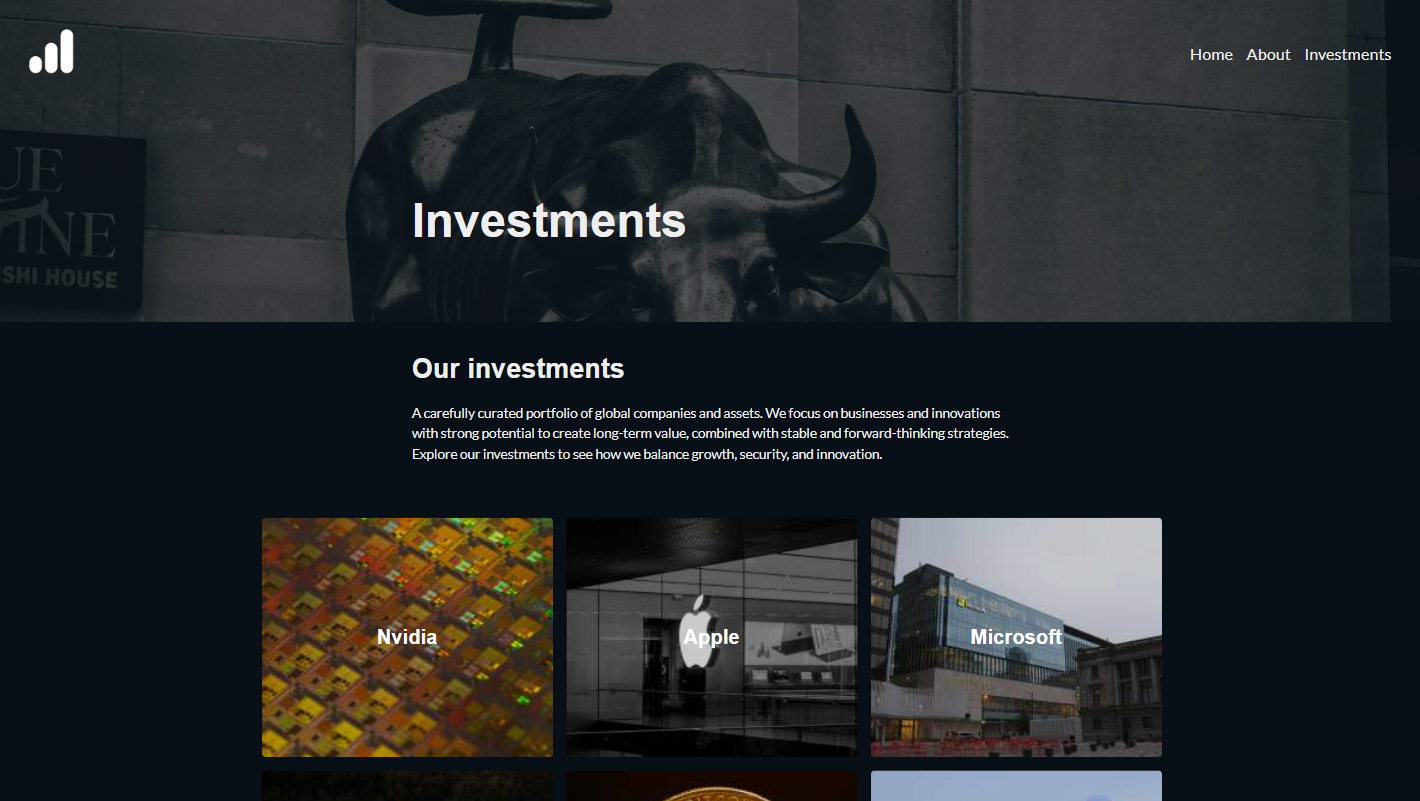 Home About Investments
UE
INE
SHI HOUSE
Investments
Our investments
A carefully curated portfolio of global companies and assets. We focus on businesses and innovations
with strong potential to create long-term value, combined with stable and forward-thinking strategies.
Explore our investments to see how we balance growth, security, and innovation.
Nvidia
Apple
Microsoft